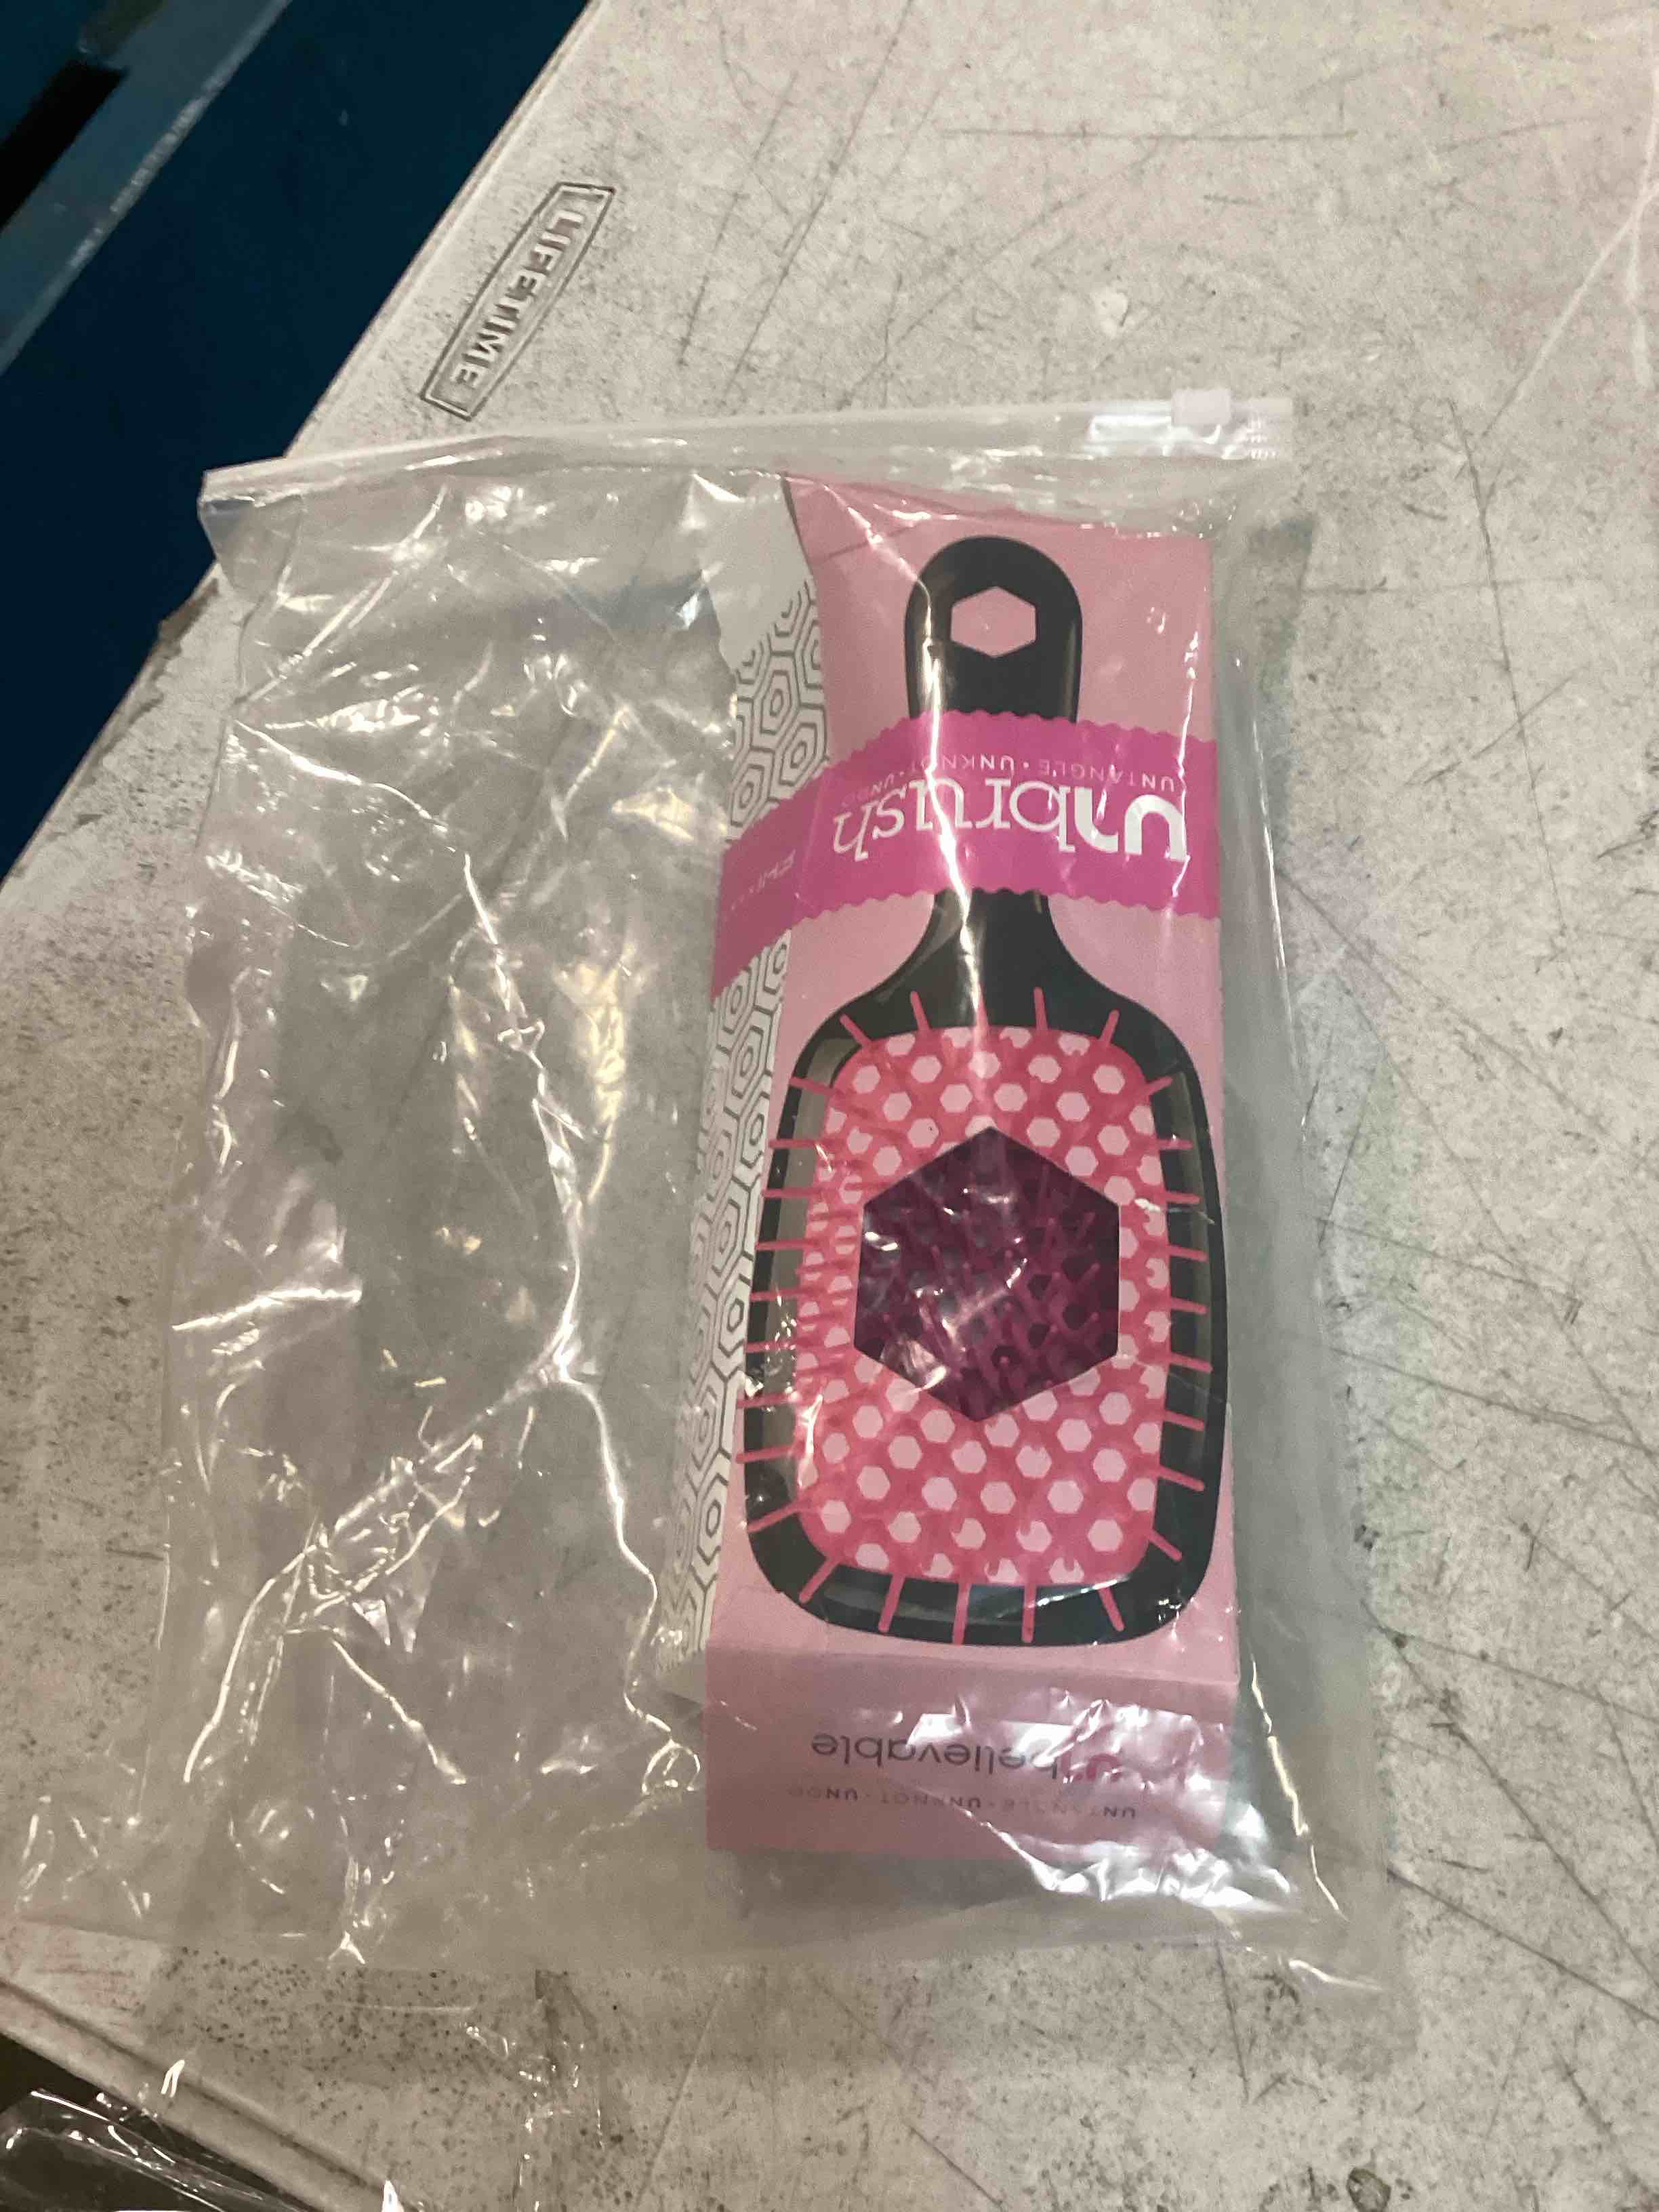 LIFETIME
unbrush
UNTANGLE • UNKNOT • UNDO
unbelievable
UNTANGLE • UNKNOT • UNDO